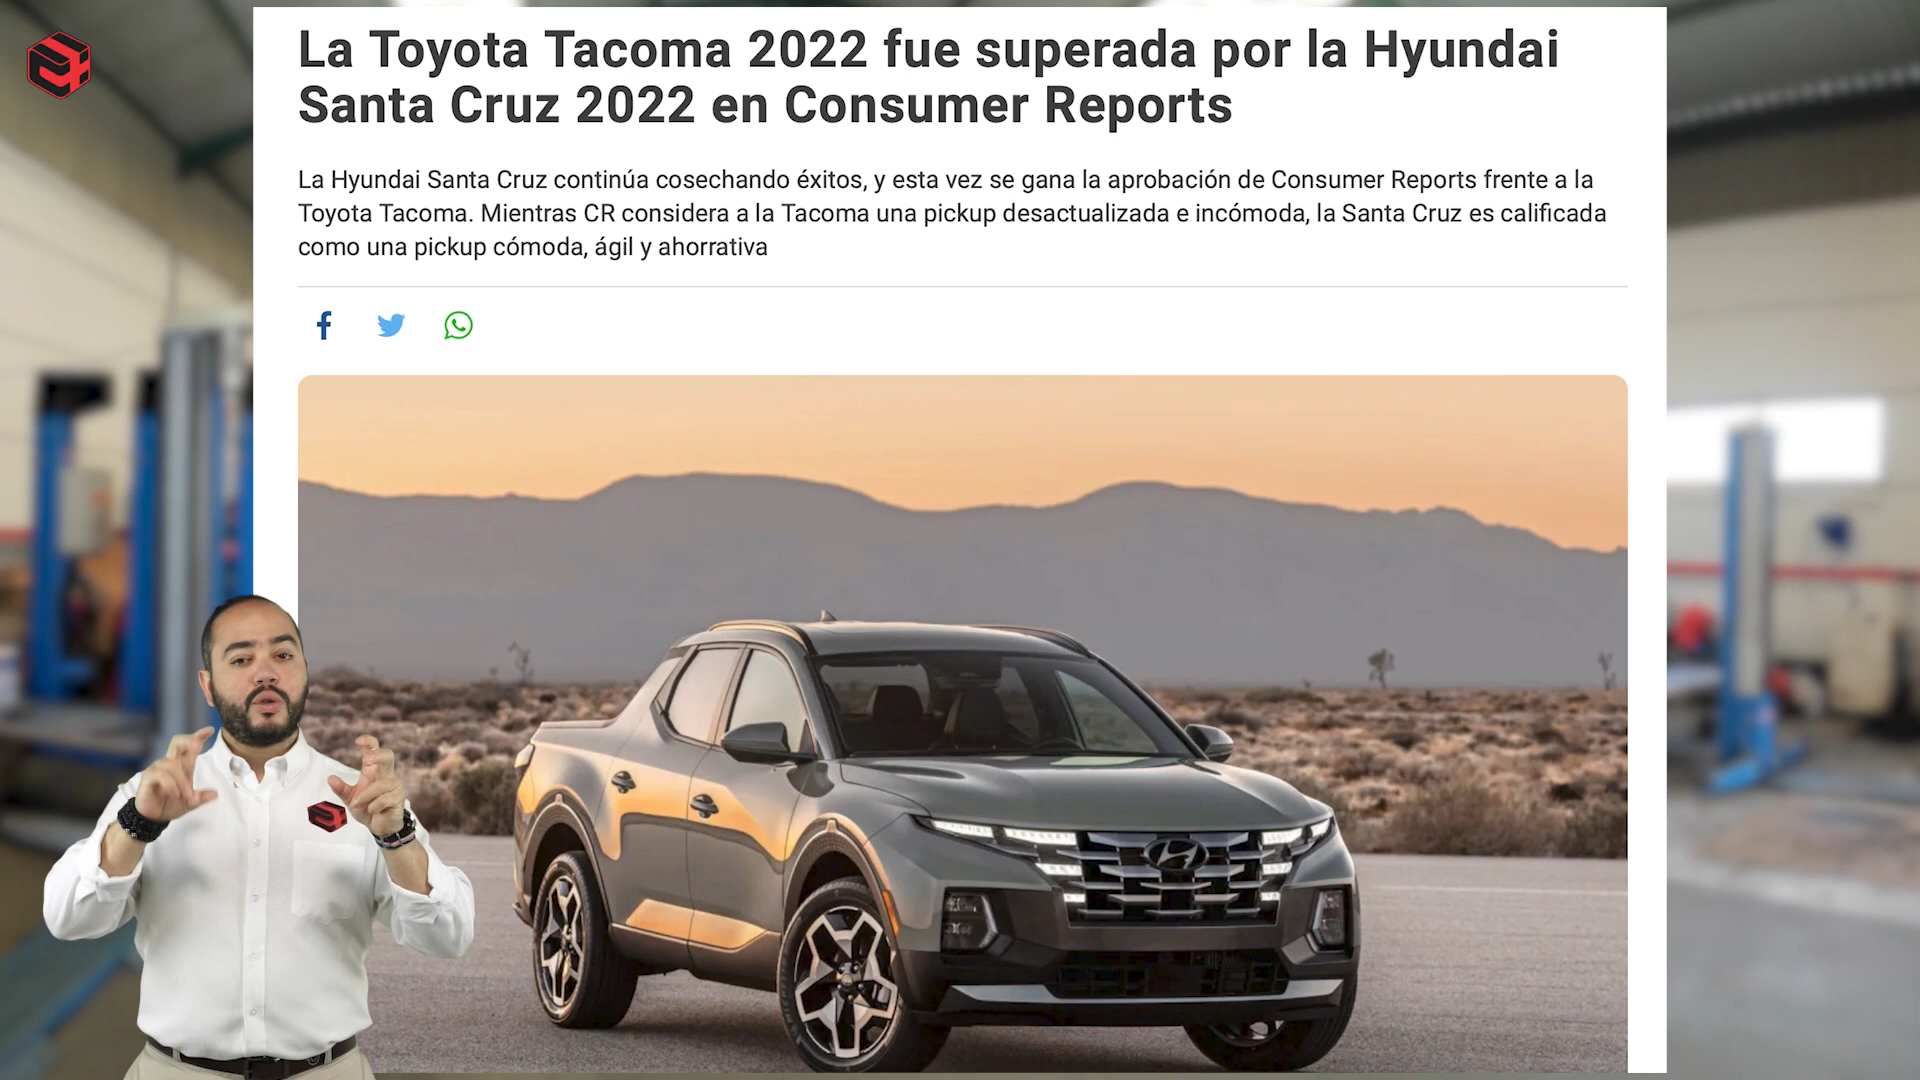 La Toyota Tacoma 2022 fue superada por la Hyundai
Santa Cruz 2022 en Consumer Reports
La Hyundai Santa Cruz continúa cosechando éxitos, y esta vez se gana la aprobación de Consumer Reports frente a la
Toyota Tacoma. Mientras CR considera a la Tacoma una pickup desactualizada e incómoda, la Santa Cruz es calificada
como una pickup cómoda, ágil y ahorrativa